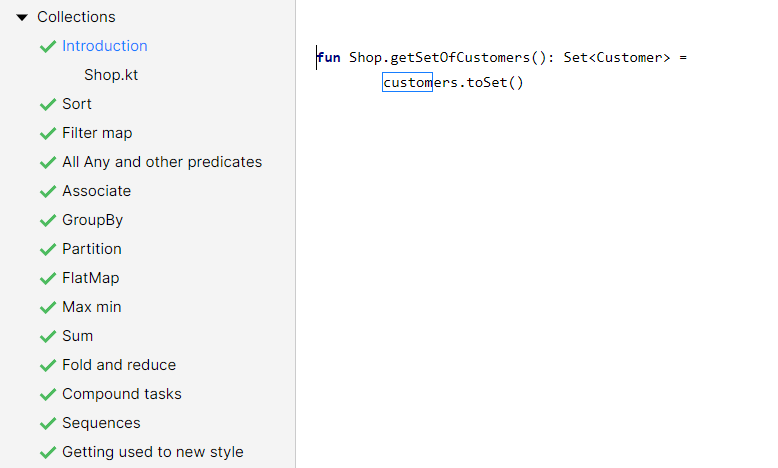 Collections
Introduction
Shop.kt
Sort
Filter map
All Any and other predicates
Associate
GroupBy
Partition
FlatMap
Max min
Sum
Fold and reduce
Compound tasks
Sequences
Getting used to new style
fun Shop.getSetOfCustomers(): Set<Customer> =
customers.toSet()